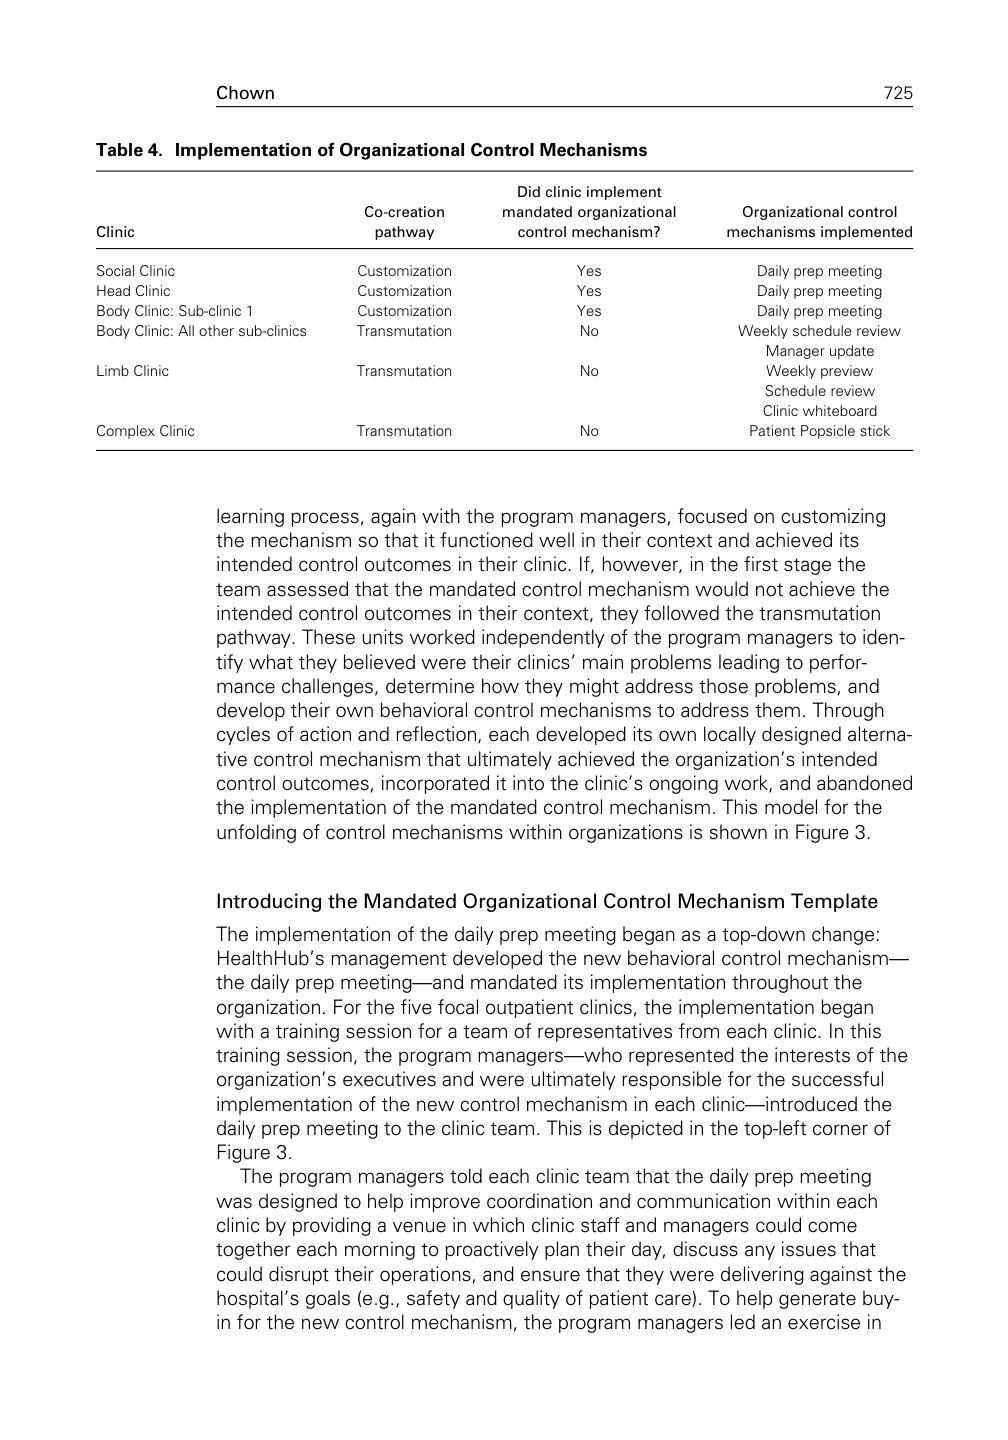 Chown 725
Table 4. Implementation of Organizational Control Mechanisms
Did clinic implement
Co-creation mandated organizational Organizational control
Clinic pathway control mechanism? mechanisms implemented
Social Clinic Customization Yes Daily prep meeting
Head Clinic Customization Yes Daily prep meeting
Body Clinic: Sub-clinic 1 Customization Yes Daily prep meeting
Body Clinic: All other sub-clinics Transmutation No Weekly schedule review
Manager update
Limb Clinic Transmutation No Weekly preview
Schedule review
Clinic whiteboard
Complex Clinic Transmutation No Patient Popsicle stick
learning process, again with the program managers, focused on customizing
the mechanism so that it functioned well in their context and achieved its
intended control outcomes in their clinic. If, however, in the first stage the
team assessed that the mandated control mechanism would not achieve the
intended control outcomes in their context, they followed the transmutation
pathway. These units worked independently of the program managers to iden-
tify what they believed were their clinics’ main problems leading to perfor-
mance challenges, determine how they might address those problems, and
develop their own behavioral control mechanisms to address them. Through
cycles of action and reflection, each developed its own locally designed alterna-
tive control mechanism that ultimately achieved the organization’s intended
control outcomes, incorporated it into the clinic’s ongoing work, and abandoned
the implementation of the mandated control mechanism. This model for the
unfolding of control mechanisms within organizations is shown in Figure 3.
Introducing the Mandated Organizational Control Mechanism Template
The implementation of the daily prep meeting began as a top-down change:
HealthHub’s management developed the new behavioral control mechanism—
the daily prep meeting—and mandated its implementation throughout the
organization. For the five focal outpatient clinics, the implementation began
with a training session for a team of representatives from each clinic. In this
training session, the program managers—who represented the interests of the
organization’s executives and were ultimately responsible for the successful
implementation of the new control mechanism in each clinic—introduced the
daily prep meeting to the clinic team. This is depicted in the top-left corner of
Figure 3.
The program managers told each clinic team that the daily prep meeting
was designed to help improve coordination and communication within each
clinic by providing a venue in which clinic staff and managers could come
together each morning to proactively plan their day, discuss any issues that
could disrupt their operations, and ensure that they were delivering against the
hospital’s goals (e.g., safety and quality of patient care). To help generate buy-
in for the new control mechanism, the program managers led an exercise in